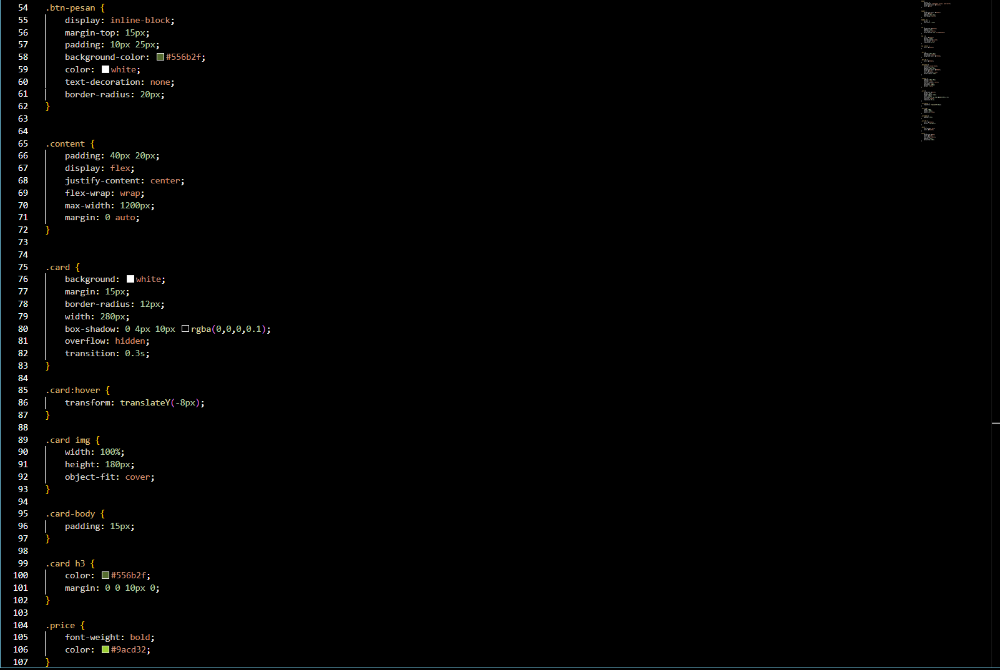 54 .btn-pesan {
55 display: inline-block;
56 margin-top: 15px;
57 padding: 10px 25px;
58 background-color: #556b2f;
59 color: white;
60 text-decoration: none;
61 border-radius: 20px;
62 }
63
64
65 .content {
66 padding: 40px 20px;
67 display: flex;
68 justify-content: center;
69 flex-wrap: wrap;
70 max-width: 1200px;
71 margin: 0 auto;
72 }
73
74
75 .card {
76 background: white;
77 margin: 15px;
78 border-radius: 12px;
79 width: 280px;
80 box-shadow: 0 4px 10px rgba(0,0,0,0.1);
81 overflow: hidden;
82 transition: 0.3s;
83 }
84
85 .card:hover {
86 transform: translateY(-8px);
87 }
88
89 .card img {
90 width: 100%;
91 height: 180px;
92 object-fit: cover;
93 }
94
95 .card-body {
96 padding: 15px;
97 }
98
99 .card h3 {
100 color: #556b2f;
101 margin: 0 0 10px 0;
102 }
103
104 .price {
105 font-weight: bold;
106 color: #9acd32;
107 }